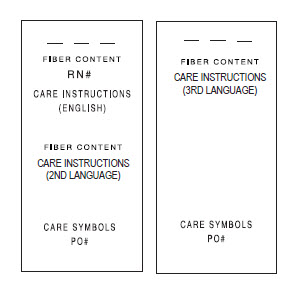 FIBER CONTENT
RN#
CARE INSTRUCTIONS
(ENGLISH)
FIBER CONTENT
CARE INSTRUCTIONS
(2ND LANGUAGE)
CARE SYMBOLS
PO#
FIBER CONTENT
CARE INSTRUCTIONS
(3RD LANGUAGE)
CARE SYMBOLS
PO#